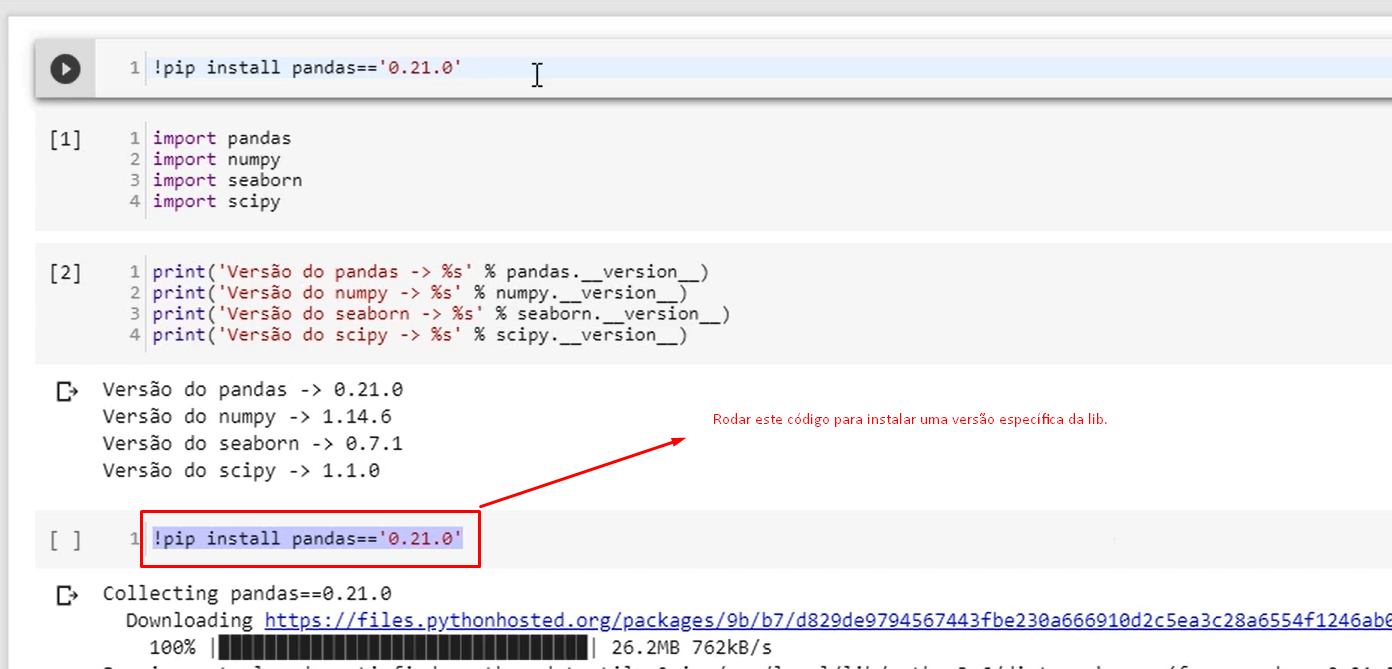 1 !pip install pandas=='0.21.0'
[1] 1 import pandas
2 import numpy
3 import seaborn
4 import scipy
[2] 1 print('Versão do pandas -> %s' % pandas.__version__)
2 print('Versão do numpy -> %s' % numpy.__version__)
3 print('Versão do seaborn -> %s' % seaborn.__version__)
4 print('Versão do scipy -> %s' % scipy.__version__)
Versão do pandas -> 0.21.0
Versão do numpy -> 1.14.6
Versão do seaborn -> 0.7.1
Versão do scipy -> 1.1.0
Rodar este código para instalar uma versão específica da lib.
[ ] 1 !pip install pandas=='0.21.0'
Collecting pandas==0.21.0
Downloading https://files.pythonhosted.org/packages/9b/b7/d829de9794567443fbe230a666910d2c5ea3c28a6554f1246ab0
100% |████████████████████████████████| 26.2MB 762kB/s